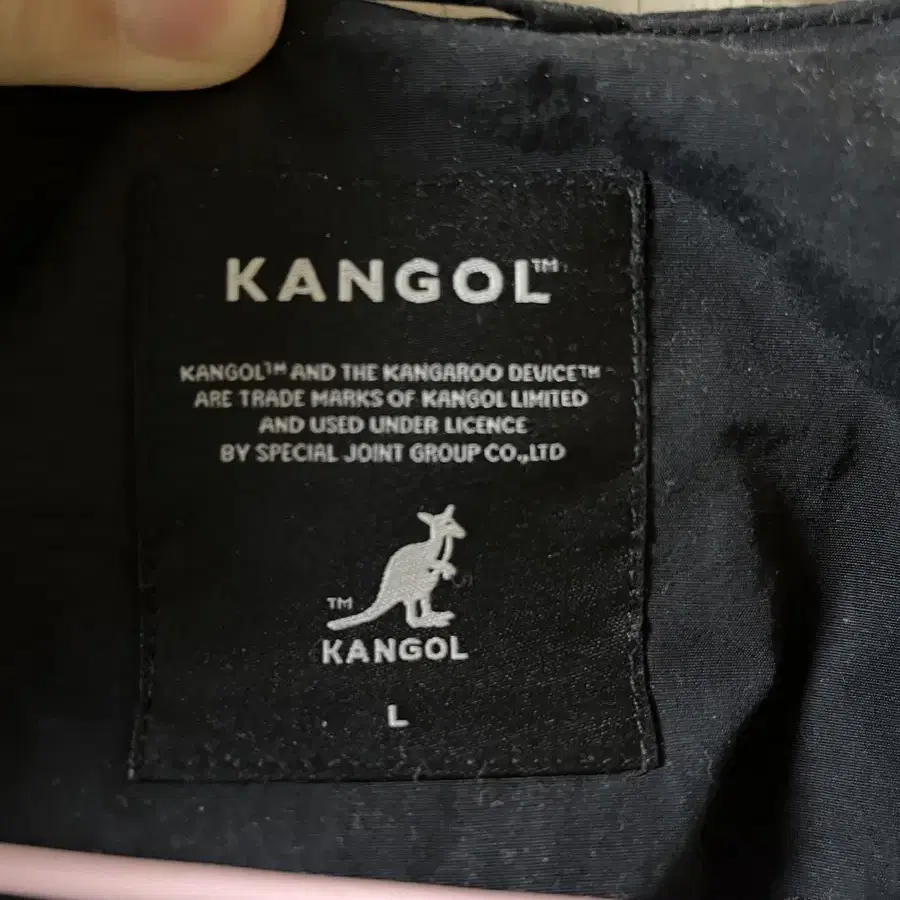 KANGOL™
KANGOL™ AND THE KANGAROO DEVICE™
ARE TRADE MARKS OF KANGOL LIMITED
AND USED UNDER LICENCE
BY SPECIAL JOINT GROUP CO.,LTD
TM
KANGOL
L